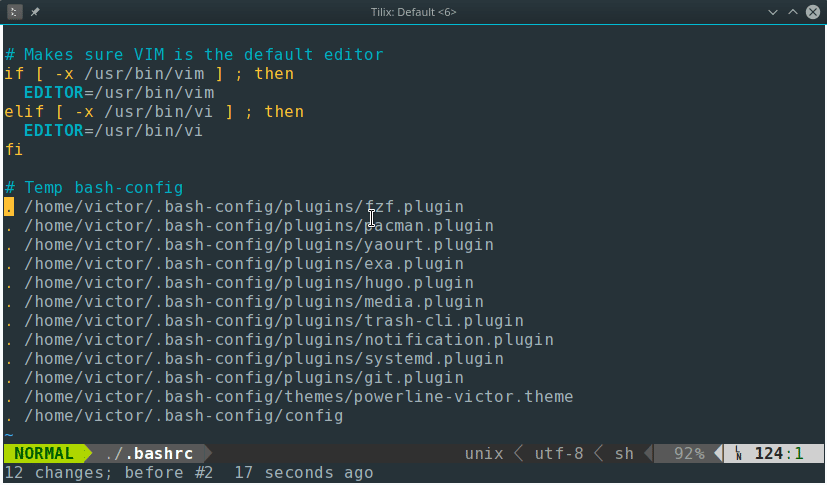 Tilix: Default <6>
# Makes sure VIM is the default editor
if [ -x /usr/bin/vim ] ; then
  EDITOR=/usr/bin/vim
elif [ -x /usr/bin/vi ] ; then
  EDITOR=/usr/bin/vi
fi
# Temp bash-config
. /home/victor/.bash-config/plugins/fzf.plugin
. /home/victor/.bash-config/plugins/pacman.plugin
. /home/victor/.bash-config/plugins/yaourt.plugin
. /home/victor/.bash-config/plugins/exa.plugin
. /home/victor/.bash-config/plugins/hugo.plugin
. /home/victor/.bash-config/plugins/media.plugin
. /home/victor/.bash-config/plugins/trash-cli.plugin
. /home/victor/.bash-config/plugins/notification.plugin
. /home/victor/.bash-config/plugins/systemd.plugin
. /home/victor/.bash-config/plugins/git.plugin
. /home/victor/.bash-config/themes/powerline-victor.theme
. /home/victor/.bash-config/config
~
NORMAL ./.bashrc unix utf-8 sh 92% LN 124:1
12 changes; before #2  17 seconds ago